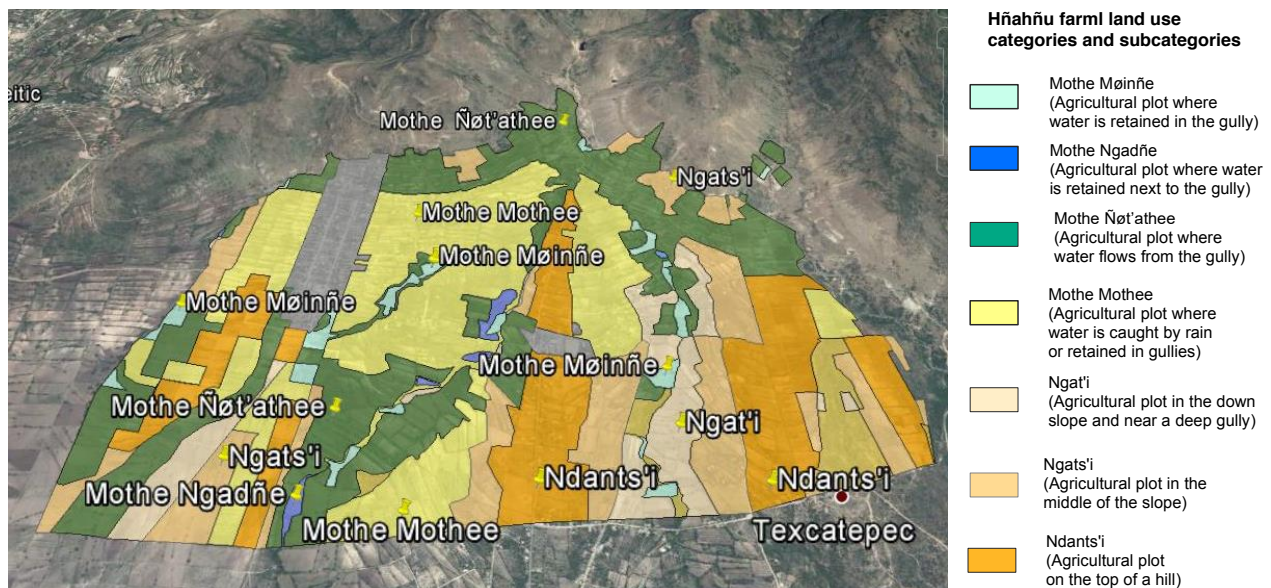 eitic
Mothe Ñøt'athee
Ngats'i
Mothe Mothee
Mothe Møinñe
Mothe Møinñe
Mothe Møinñe
Mothe Ñøt'athee
Ngat'i
Ngats'i
Ndants'i
Ndants'i
Mothe Ngadñe
Mothe Mothee
Texcatepec
Hñahñu farml land use
categories and subcategories
Mothe Møinñe
(Agricultural plot where
water is retained in the gully)
Mothe Ngadñe
(Agricultural plot where water
is retained next to the gully)
Mothe Ñøt'athee
(Agricultural plot where
water flows from the gully)
Mothe Mothee
(Agricultural plot where
water is caught by rain
or retained in gullies)
Ngat'i
(Agricultural plot in the down
slope and near a deep gully)
Ngats'i
(Agricultural plot in the
middle of the slope)
Ndants'i
(Agricultural plot
on the top of a hill)